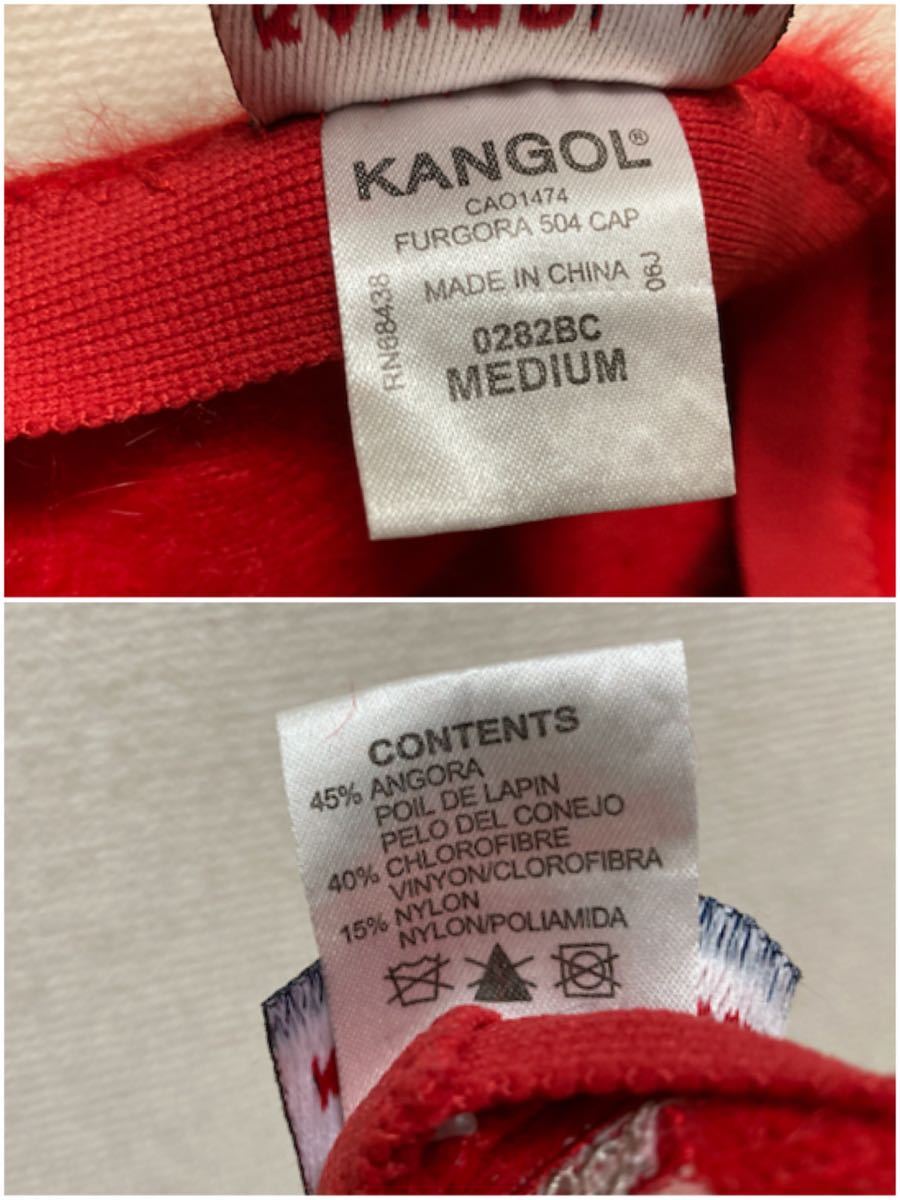 KANGOL®
CAO1474
FURGORA 504 CAP
MADE IN CHINA
06J
RN68438
0282BC
MEDIUM
CONTENTS
45% ANGORA
POIL DE LAPIN
PELO DEL CONEJO
40% CHLOROFIBRE
VINYON/CLOROFIBRA
15% NYLON
NYLON/POLIAMIDA